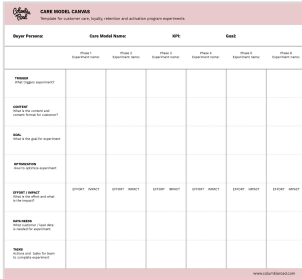 Columbia Road
CARE MODEL CANVAS
Template for customer care, loyalty, retention and activation program experiments
Buyer Persona: Care Model Name: KPI: Goal:
Phase 1 Phase 2 Phase 3 Phase 4 Phase 5 Phase 6
Experiment name: Experiment name: Experiment name: Experiment name: Experiment name: Experiment name:
TRIGGER
What triggers experiment?
CONTENT
What is the content and
content format for customer?
GOAL
What is the goal for experiment
OPTIMIZATION
How to optimize experiment
EFFORT / IMPACT
What is the effort and what
is the impact?
EFFORT IMPACT EFFORT IMPACT EFFORT IMPACT EFFORT IMPACT EFFORT IMPACT EFFORT IMPACT
DATA NEEDS
What customer / lead data
is needed for experiment
TASKS
Actions and tasks for team
to complete experiment
www.columbiaroad.com